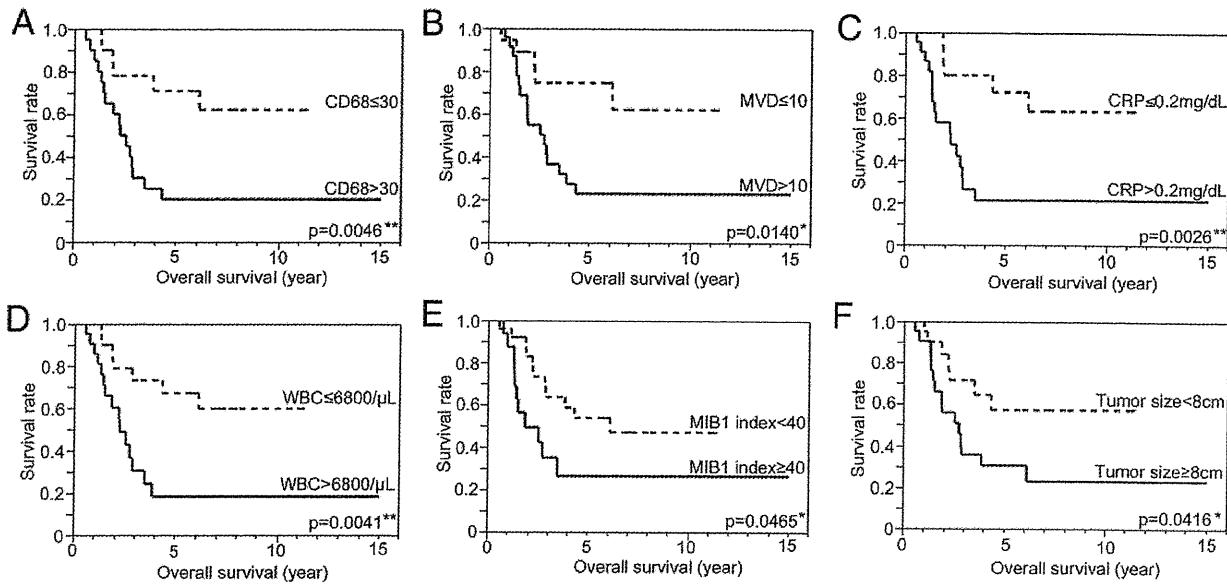 A
1.0
0.8
0.6
0.4
0.2
0
Survival rate
CD68≤30
CD68>30
p=0.0046**
0 5 10 15
Overall survival (year)
B
1.0
0.8
0.6
0.4
0.2
0
Survival rate
MVD≤10
MVD>10
p=0.0140*
0 5 10 15
Overall survival (year)
C
1.0
0.8
0.6
0.4
0.2
0
Survival rate
CRP≤0.2mg/dL
CRP>0.2mg/dL
p=0.0026**
0 5 10 15
Overall survival (year)
D
1.0
0.8
0.6
0.4
0.2
0
Survival rate
WBC≤6800/μL
WBC>6800/μL
p=0.0041**
0 5 10 15
Overall survival (year)
E
1.0
0.8
0.6
0.4
0.2
0
Survival rate
MIB1 index<40
MIB1 index≥40
p=0.0465*
0 5 10 15
Overall survival (year)
F
1.0
0.8
0.6
0.4
0.2
0
Survival rate
Tumor size<8cm
Tumor size≥8cm
p=0.0416*
0 5 10 15
Overall survival (year)